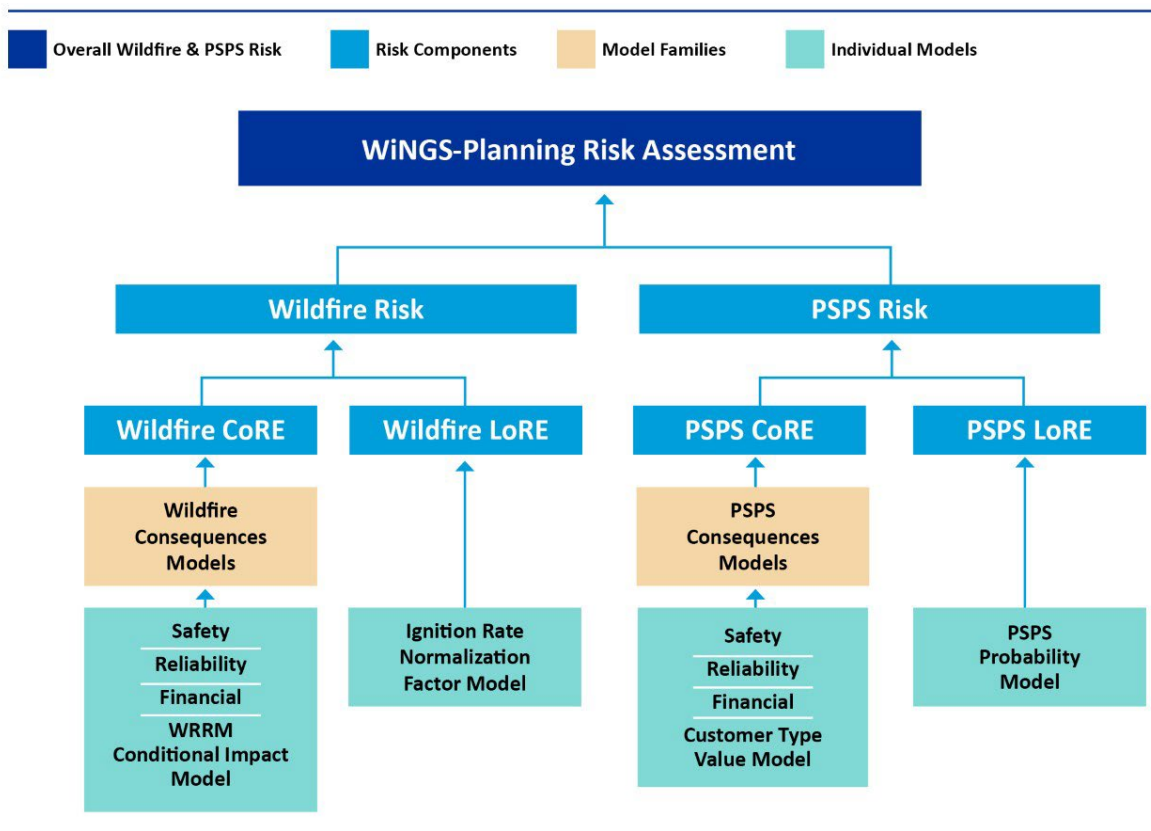 Overall Wildfire & PSPS Risk
Risk Components
Model Families
Individual Models
WiNGS-Planning Risk Assessment
Wildfire Risk
PSPS Risk
Wildfire CoRE
Wildfire LoRE
PSPS CoRE
PSPS LoRE
Wildfire
Consequences
Models
PSPS
Consequences
Models
Safety
Reliability
Financial
WRRM
Conditional Impact
Model
Ignition Rate
Normalization
Factor Model
Safety
Reliability
Financial
Customer Type
Value Model
PSPS
Probability
Model